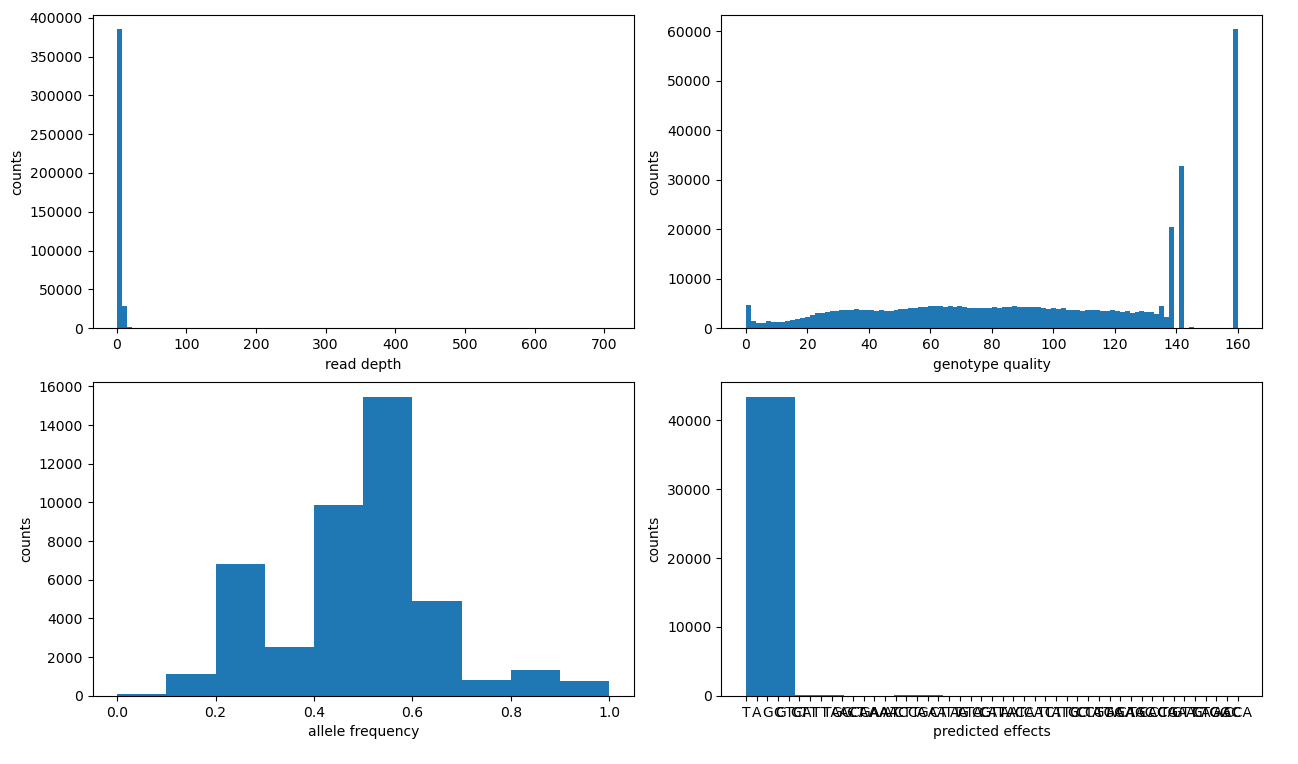 400000
350000
300000
250000
200000
150000
100000
50000
0
counts
0 100 200 300 400 500 600 700
read depth
60000
50000
40000
30000
20000
10000
0
counts
0 20 40 60 80 100 120 140 160
genotype quality
16000
14000
12000
10000
8000
6000
4000
2000
0
counts
0.0 0.2 0.4 0.6 0.8 1.0
allele frequency
40000
30000
20000
10000
0
counts
T A G
predicted effects